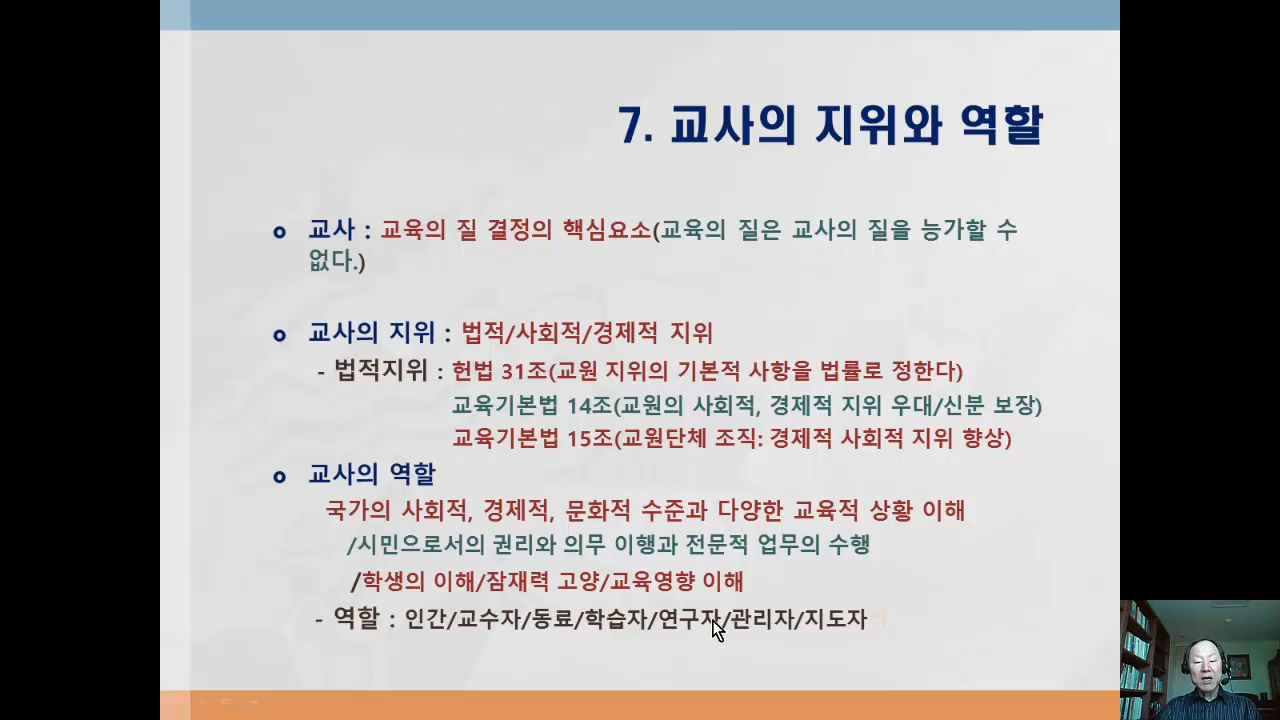 7. 교사의 지위와 역할
o 교사 : 교육의 질 결정의 핵심요소(교육의 질은 교사의 질을 능가할 수
없다.)
o 교사의 지위 : 법적/사회적/경제적 지위
- 법적지위 : 헌법 31조(교원 지위의 기본적 사항을 법률로 정한다)
교육기본법 14조(교원의 사회적, 경제적 지위 우대/신분 보장)
교육기본법 15조(교원단체 조직: 경제적 사회적 지위 향상)
o 교사의 역할
국가의 사회적, 경제적, 문화적 수준과 다양한 교육적 상황 이해
/시민으로서의 권리와 의무 이행과 전문적 업무의 수행
/학생의 이해/잠재력 고양/교육영향 이해
- 역할 : 인간/교수자/동료/학습자/연구자/관리자/지도자